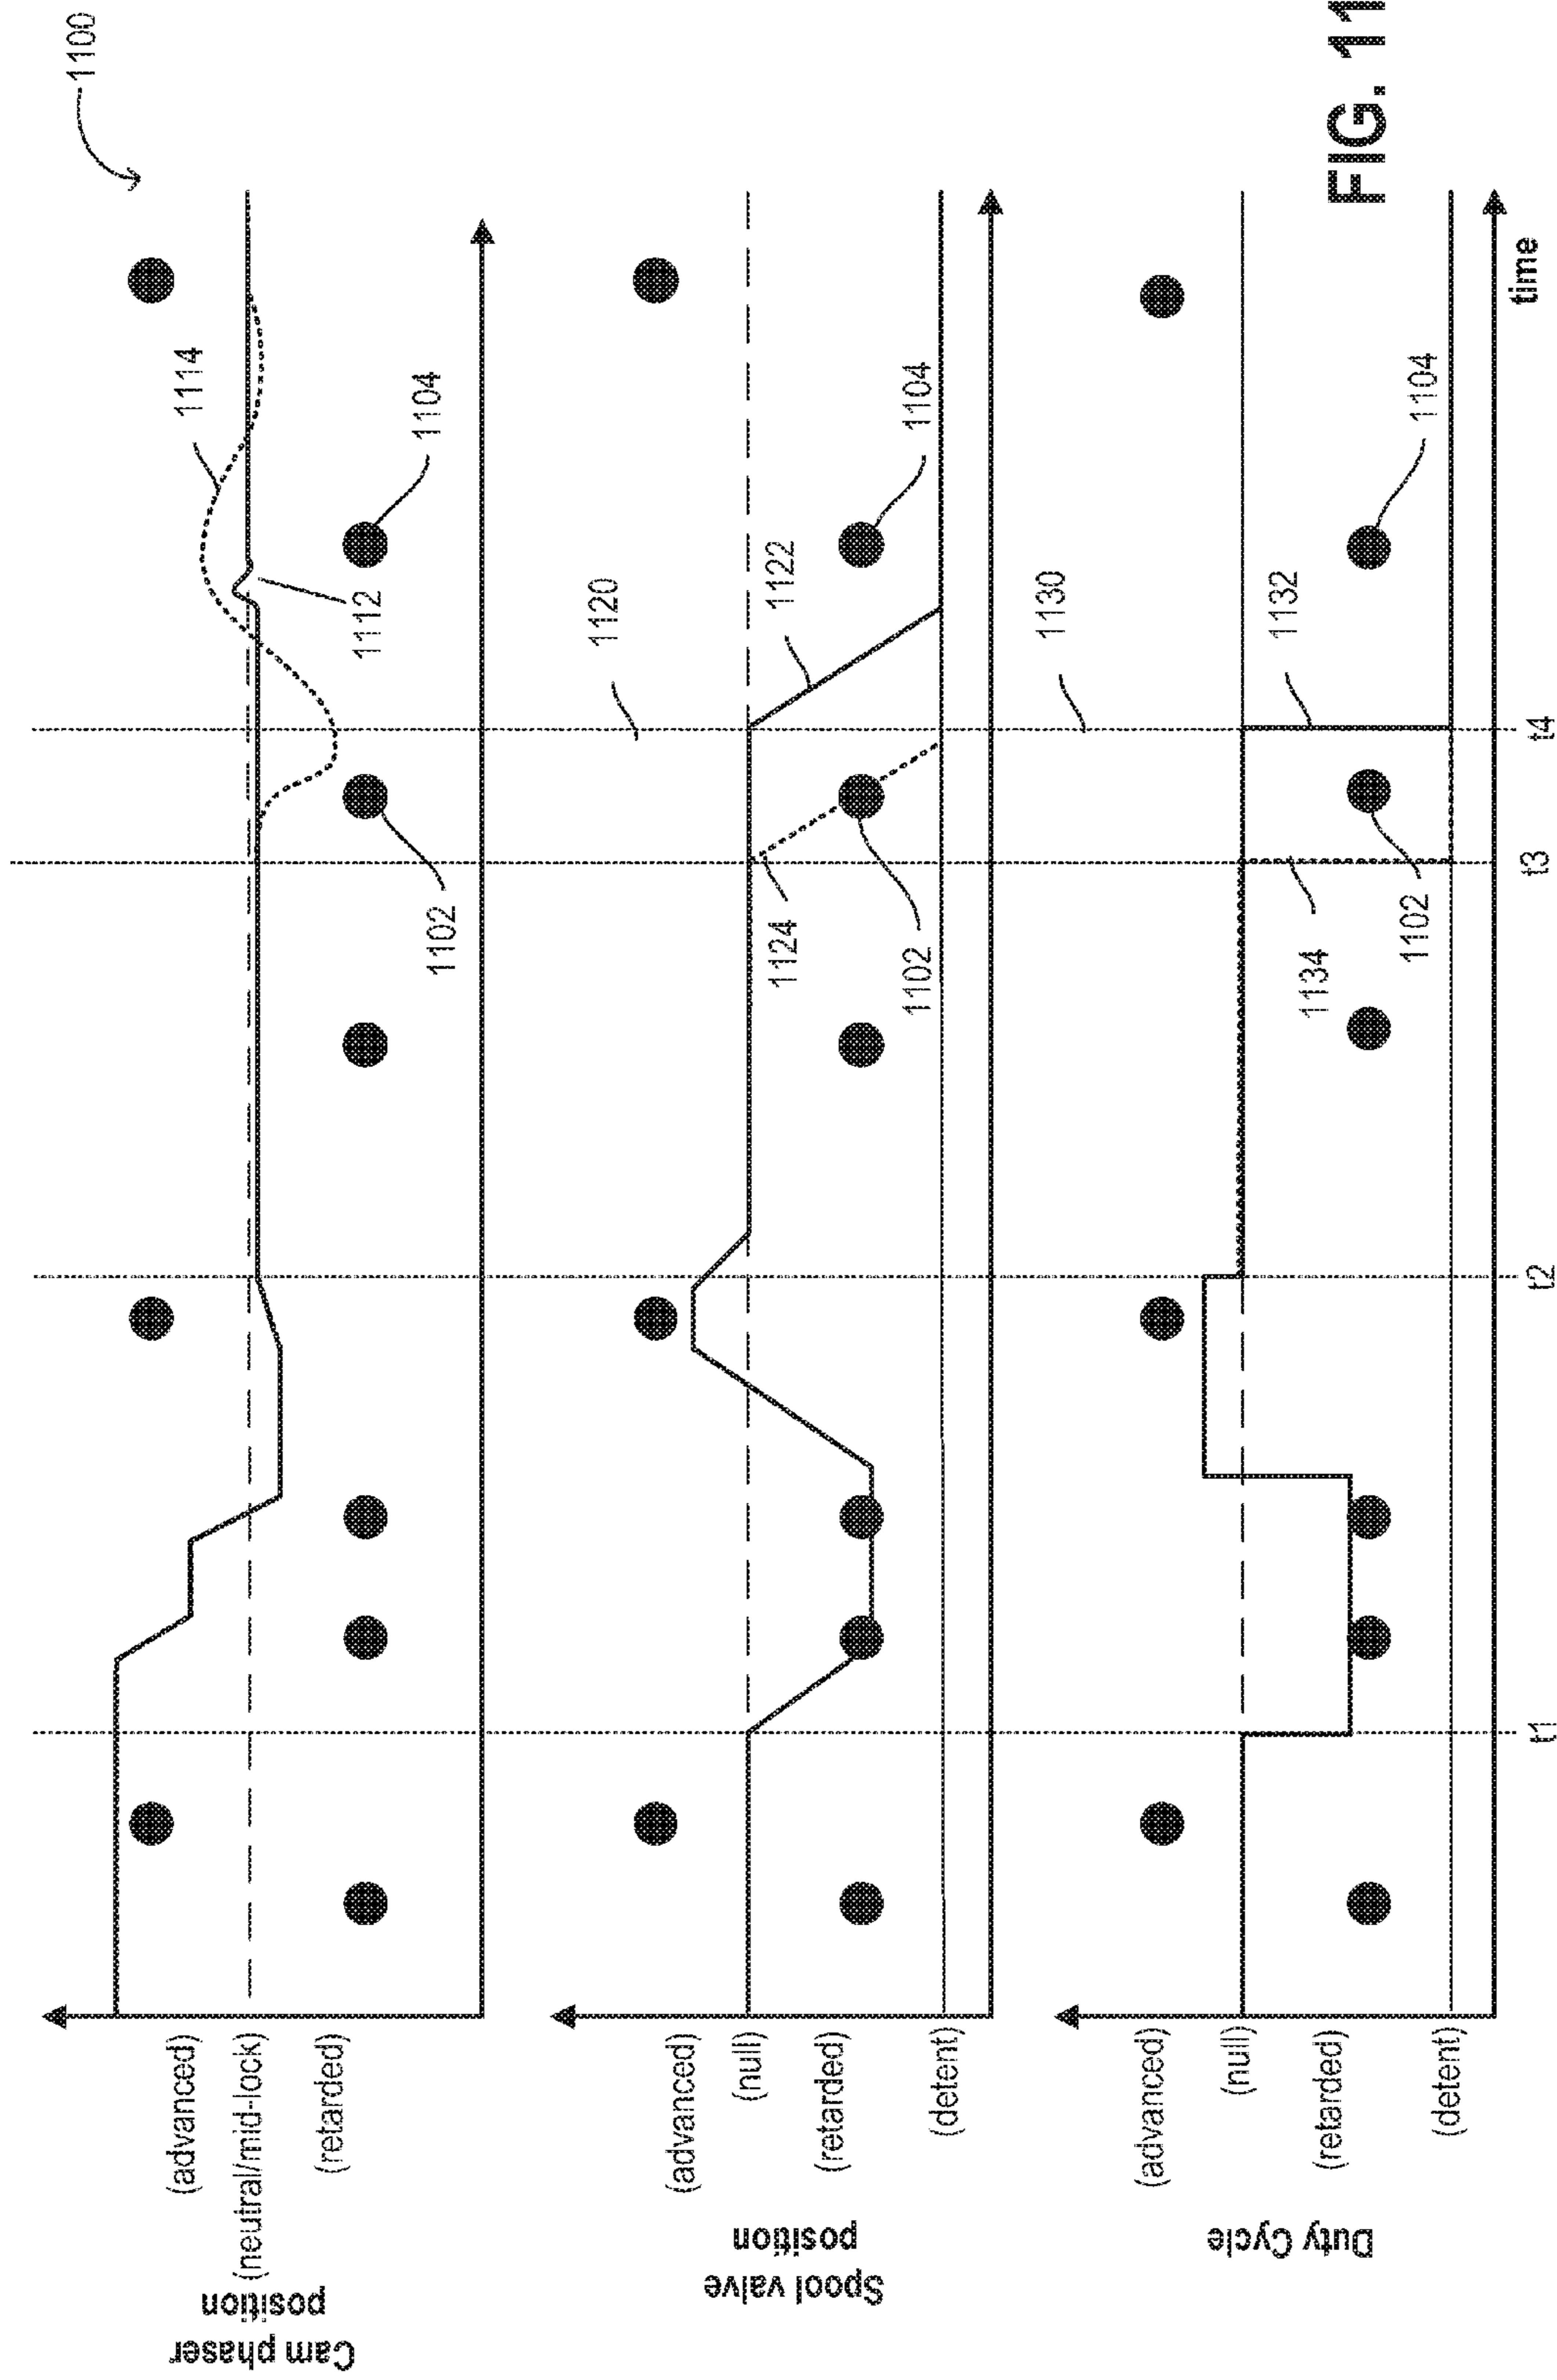 1100
Cam phaser
position
(advanced)
(neutral/mid-lock)
(retarded)
1114
1112
1102
1104
Spool valve
position
(advanced)
(null)
(retarded)
(detent)
1120
1122
1124
1102
1104
Duty Cycle
(advanced)
(null)
(retarded)
(detent)
1130
1132
1134
1102
1104
t1
t2
t3
t4
time
FIG. 11